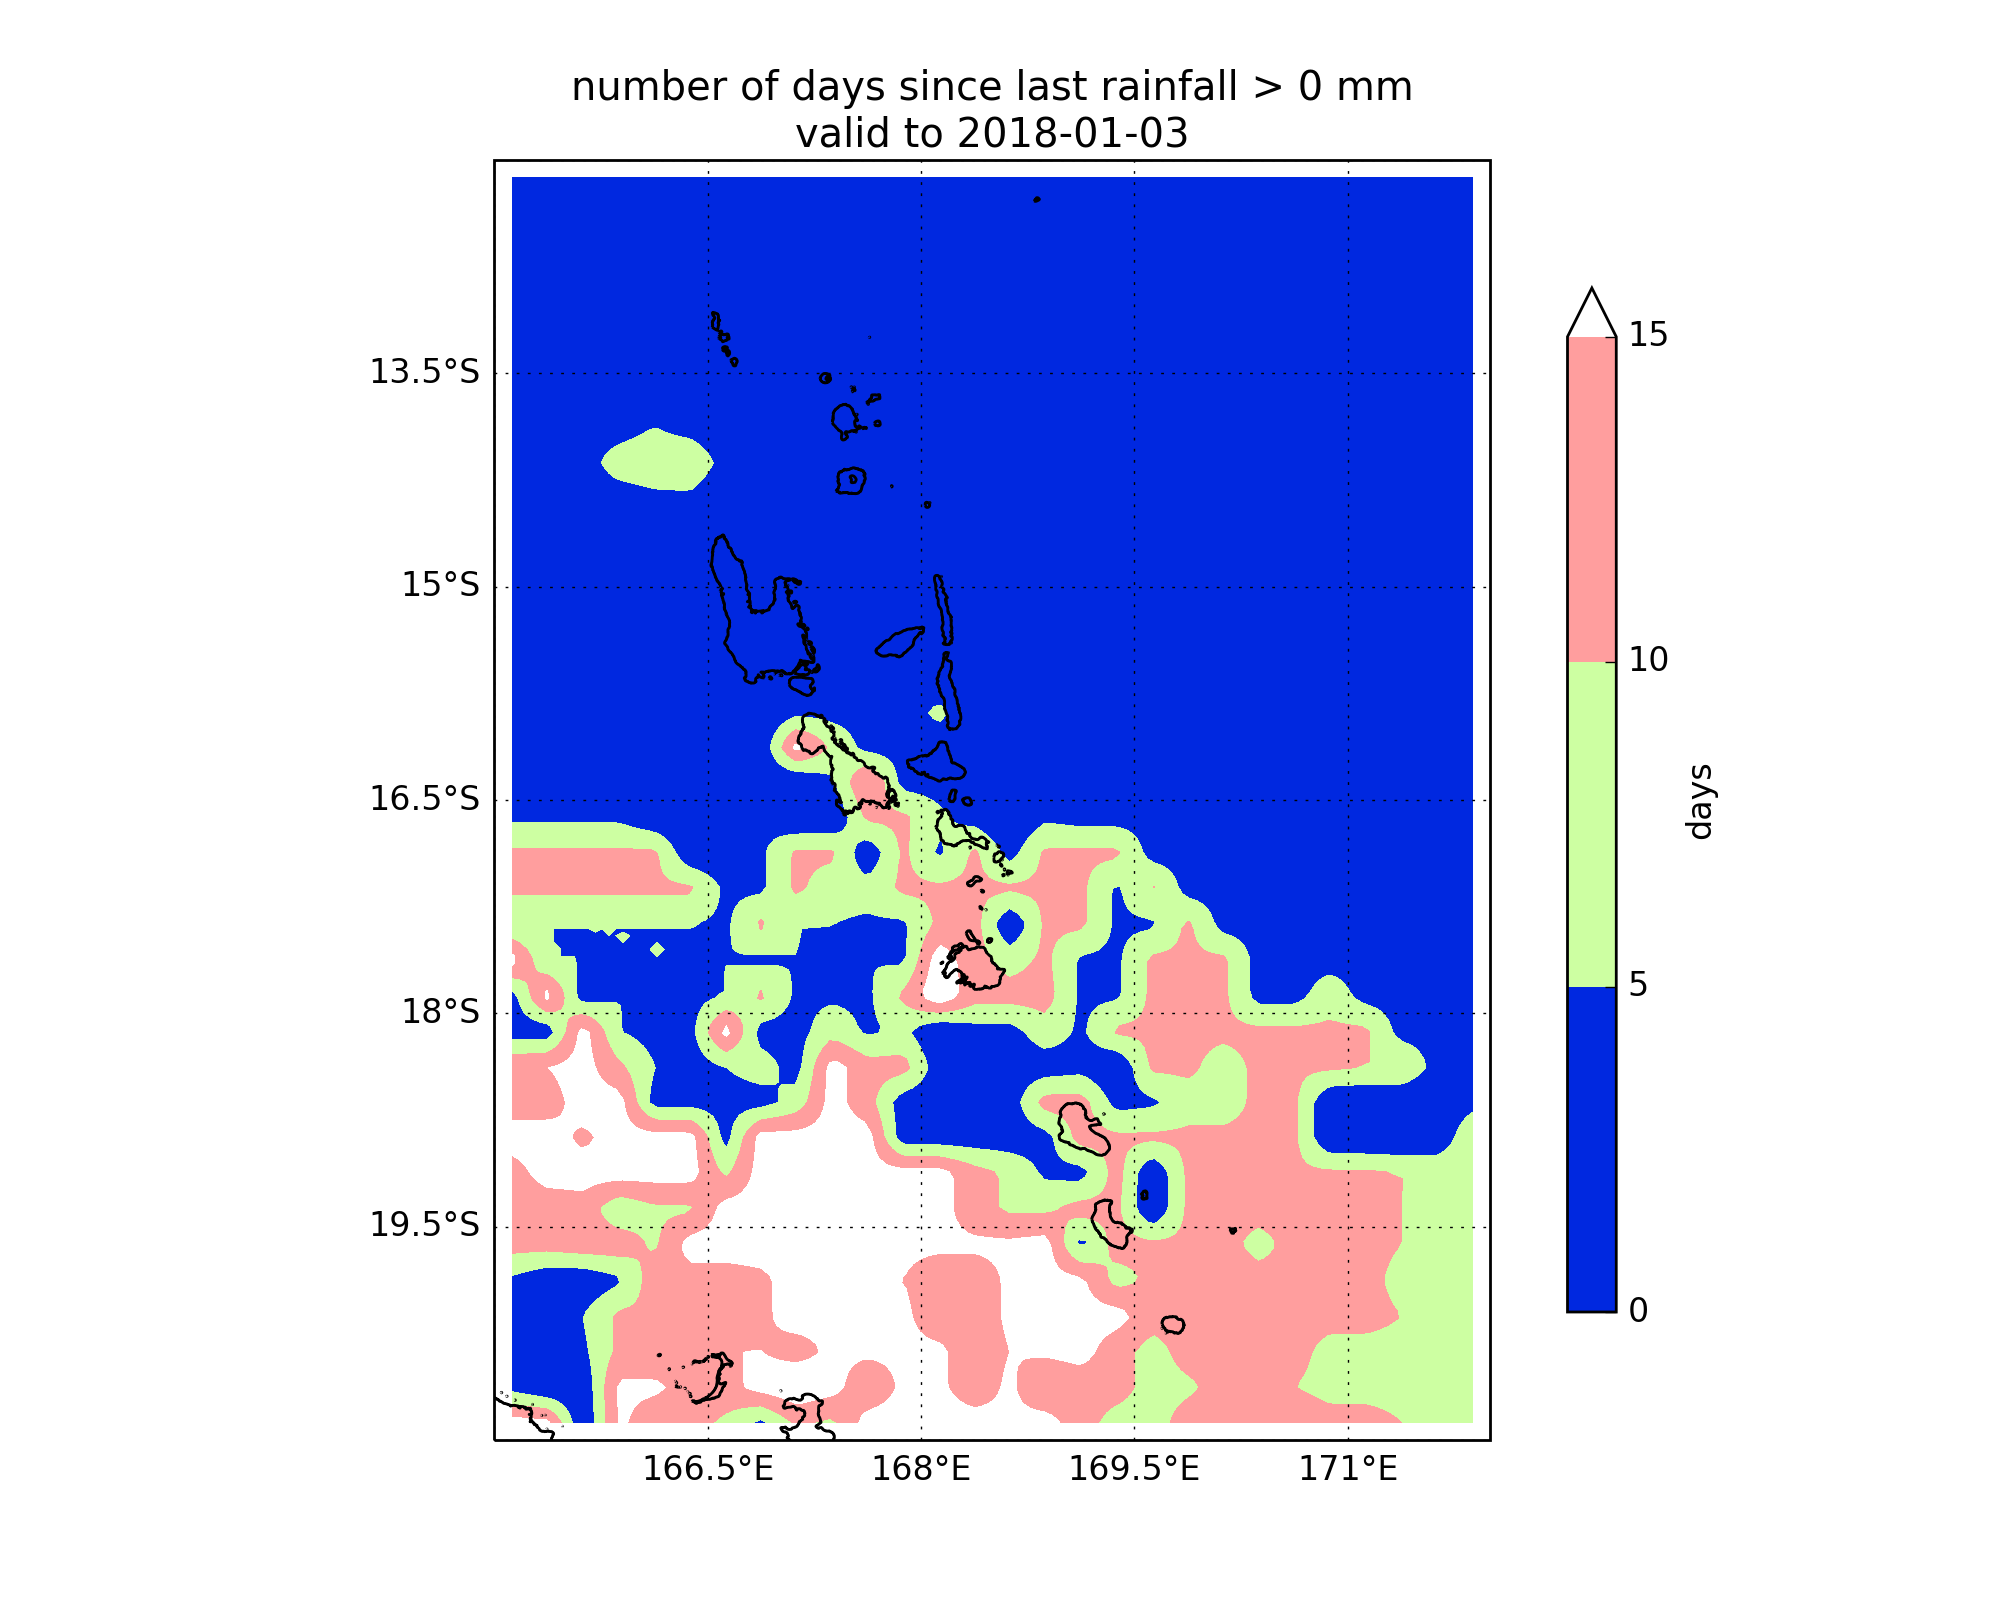 number of days since last rainfall > 0 mm
valid to 2018-01-03
13.5°S
15°S
16.5°S
18°S
19.5°S
166.5°E
168°E
169.5°E
171°E
15
10
5
0
days